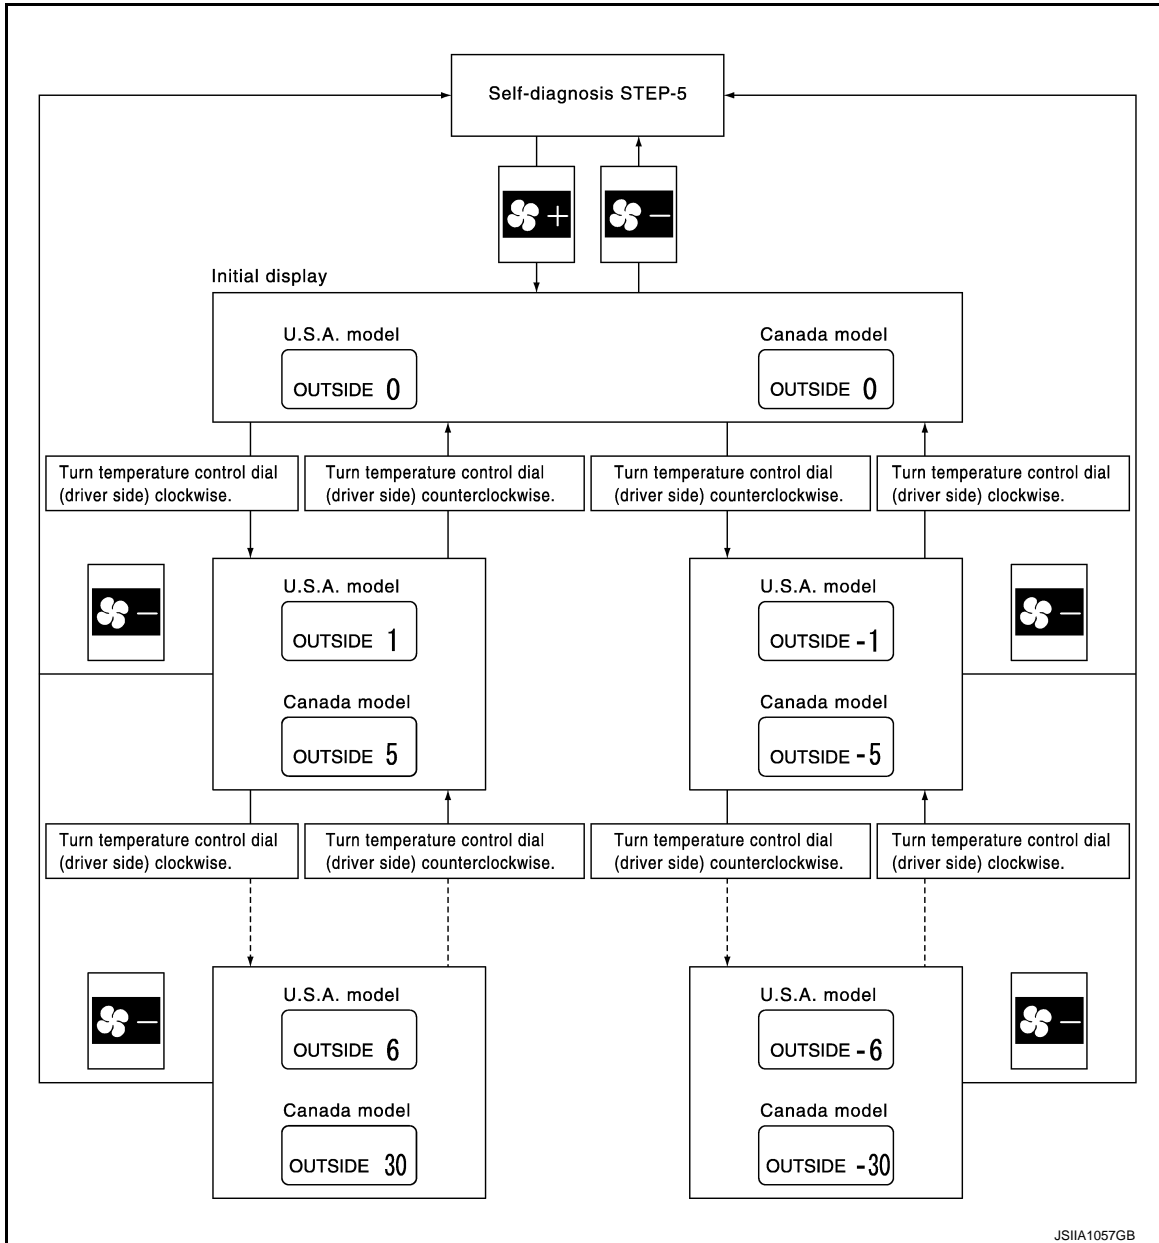 Self-diagnosis STEP-5
Initial display
U.S.A. model
OUTSIDE 0
Canada model
OUTSIDE 0
Turn temperature control dial
(driver side) clockwise.
Turn temperature control dial
(driver side) counterclockwise.
Turn temperature control dial
(driver side) counterclockwise.
Turn temperature control dial
(driver side) clockwise.
U.S.A. model
OUTSIDE 1
Canada model
OUTSIDE 5
U.S.A. model
OUTSIDE -1
Canada model
OUTSIDE -5
Turn temperature control dial
(driver side) clockwise.
Turn temperature control dial
(driver side) counterclockwise.
Turn temperature control dial
(driver side) counterclockwise.
Turn temperature control dial
(driver side) clockwise.
U.S.A. model
OUTSIDE 6
Canada model
OUTSIDE 30
U.S.A. model
OUTSIDE -6
Canada model
OUTSIDE -30
JSIIA1057GB